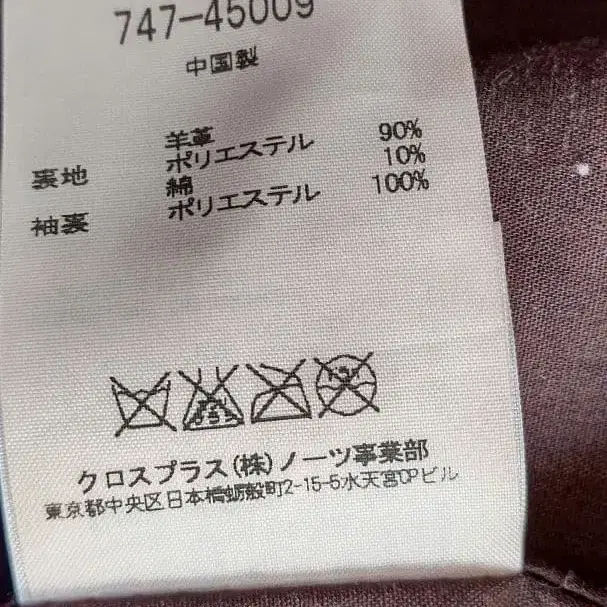 747-45009
中国製
羊革
裏地 ポリエステル 90%
綿 10%
袖裏 ポリエステル 100%
クロスプラス(株)ノーツ事業部
東京都中央区日本橋蛎殻町2-15-5水天宮CPビル